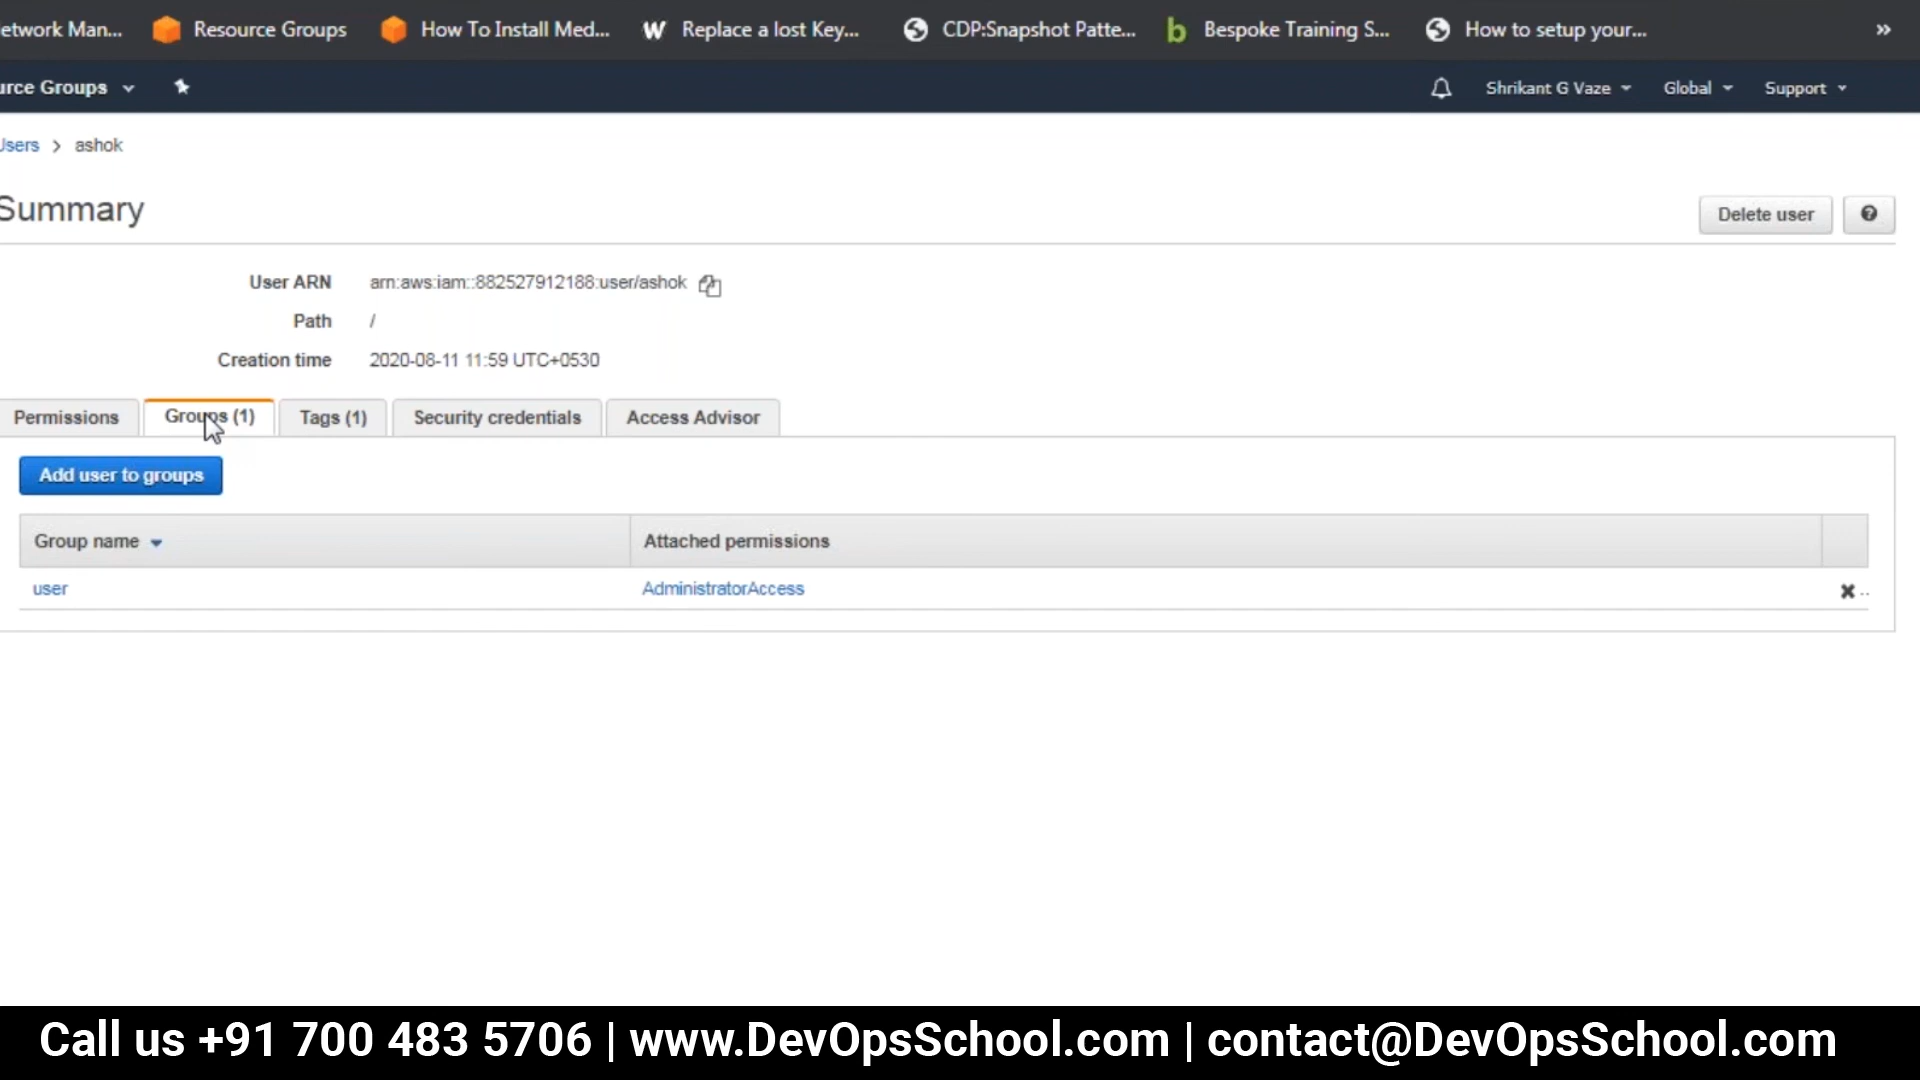 etwork Man... Resource Groups How To Install Med... Replace a lost Key... CDP:Snapshot Patte... Bespoke Training S... How to setup your... »
urce Groups Shrikant G Vaze Global Support
Users > ashok
Summary
Delete user
User ARN arn:aws:iam::882527912188:user/ashok
Path /
Creation time 2020-08-11 11:59 UTC+0530
Permissions Groups (1) Tags (1) Security credentials Access Advisor
Add user to groups
Group name Attached permissions
user AdministratorAccess
Call us +91 700 483 5706 | www.DevOpsSchool.com | contact@DevOpsSchool.com